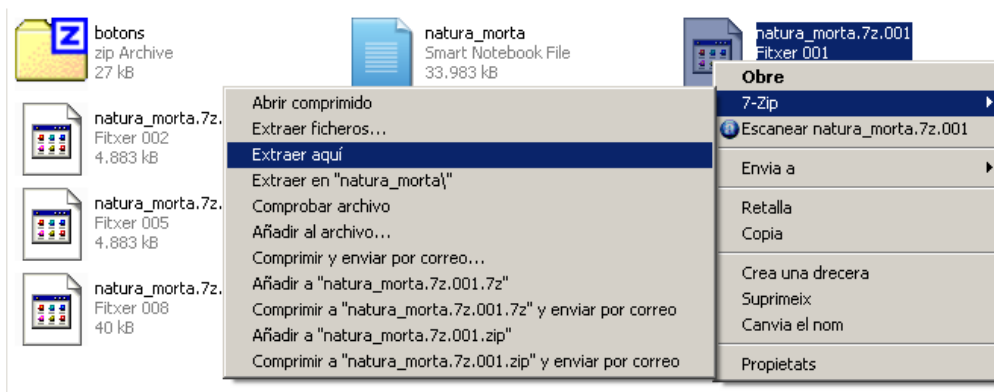 botons
zip Archive
27 kB
natura_morta
Smart Notebook File
33.983 kB
natura_morta.7z.001
Fitxer 001
natura_morta.7z.
Fitxer 002
4.883 kB
natura_morta.7z.
Fitxer 005
4.883 kB
natura_morta.7z.
Fitxer 008
40 kB
Abrir comprimido
Extraer ficheros...
Extraer aquí
Extraer en "natura_morta\"
Comprobar archivo
Añadir al archivo...
Comprimir y enviar por correo...
Añadir a "natura_morta.7z.001.7z"
Comprimir a "natura_morta.7z.001.7z" y enviar por correo
Añadir a "natura_morta.7z.001.zip"
Comprimir a "natura_morta.7z.001.zip" y enviar por correo
Obre
7-Zip
Escanear natura_morta.7z.001
Envia a
Retalla
Copia
Crea una drecera
Suprimeix
Canvia el nom
Propietats